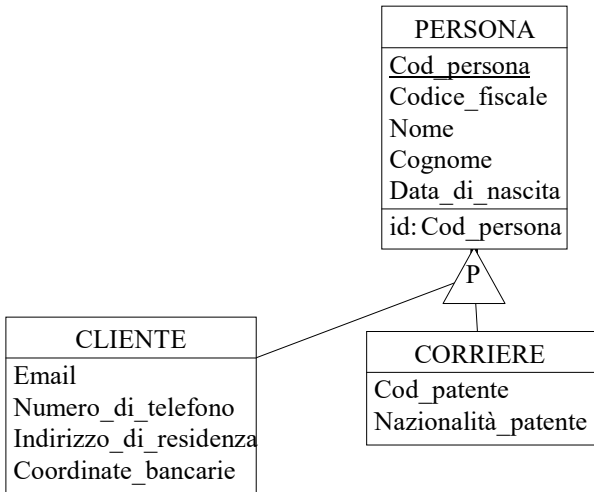 PERSONA
Cod_persona
Codice_fiscale
Nome
Cognome
Data_di_nascita
id: Cod_persona
P
CLIENTE
Email
Numero_di_telefono
Indirizzo_di_residenza
Coordinate_bancarie
CORRIERE
Cod_patente
Nazionalità_patente